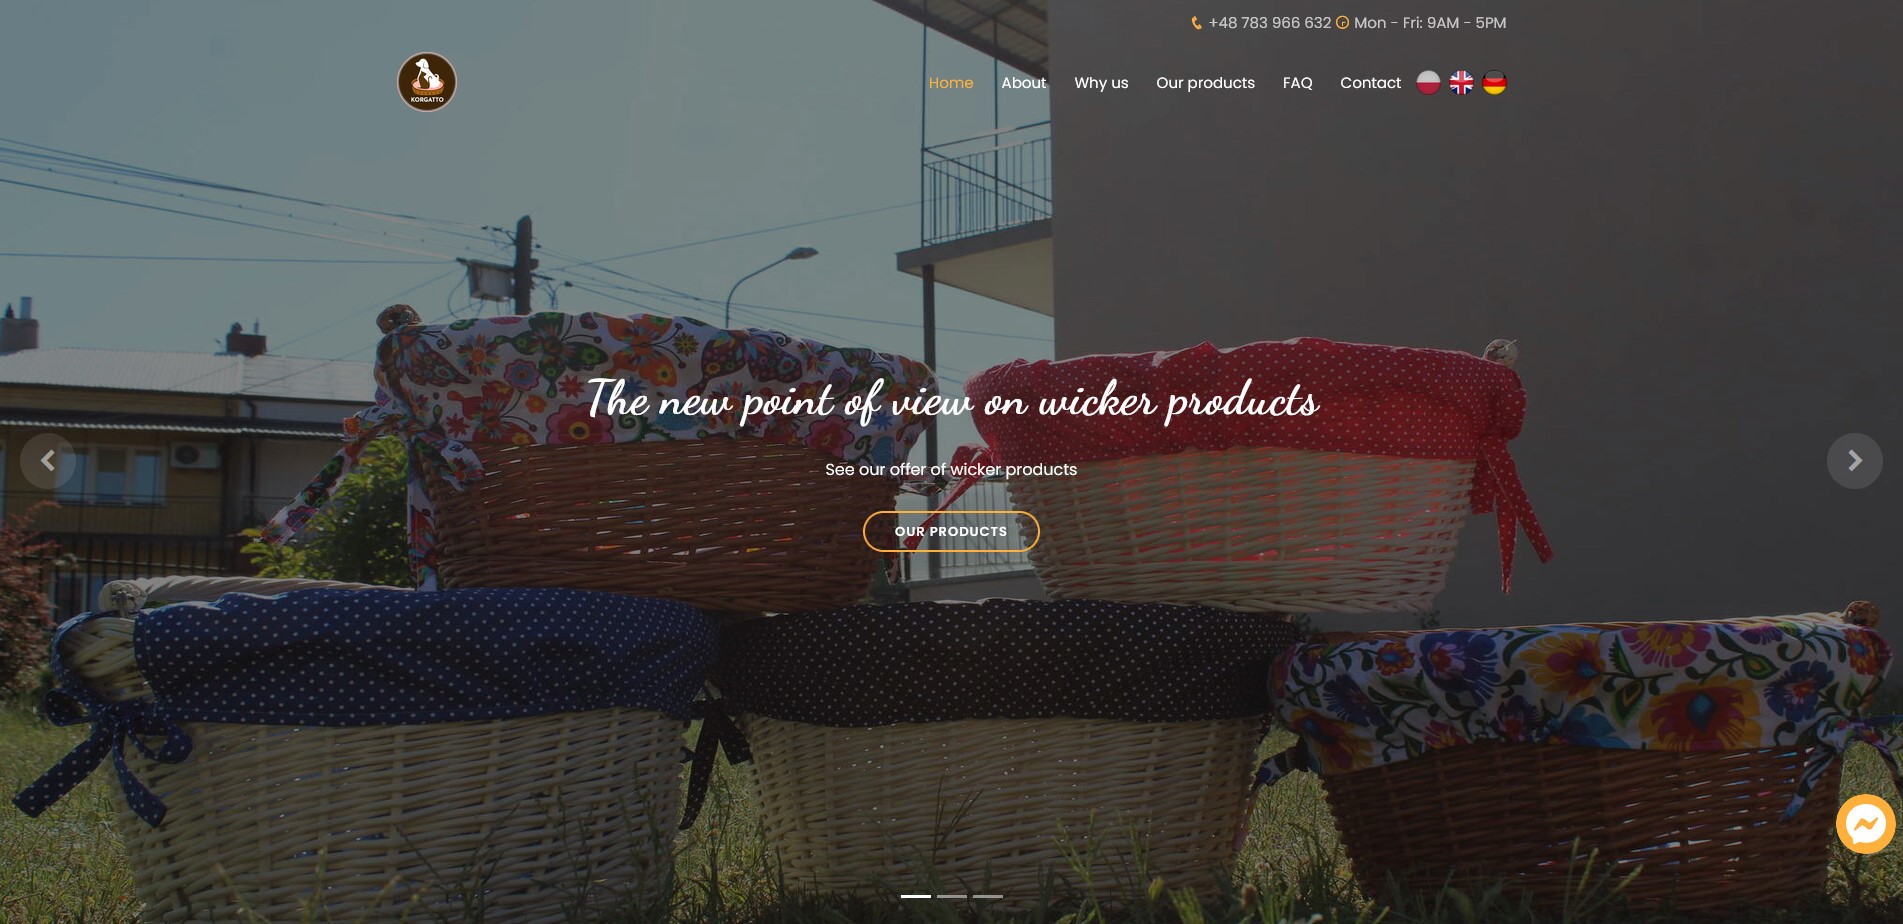 +48 783 966 632 Mon - Fri: 9AM - 5PM
KORGATTO
Home About Why us Our products FAQ Contact
The new point of view on wicker products
See our offer of wicker products
OUR PRODUCTS